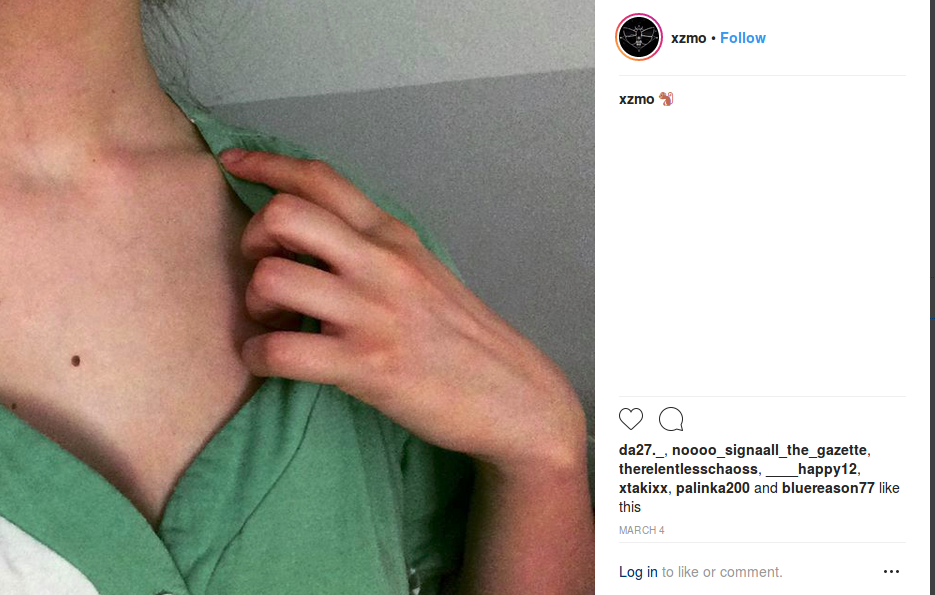 xzmo • Follow
xzmo 🐿️
da27._, noooo_signaall_the_gazette,
therelentlesschaoss, ____happy12,
xtakixx, palinka200 and bluereason77 like
this
MARCH 4
Log in to like or comment.